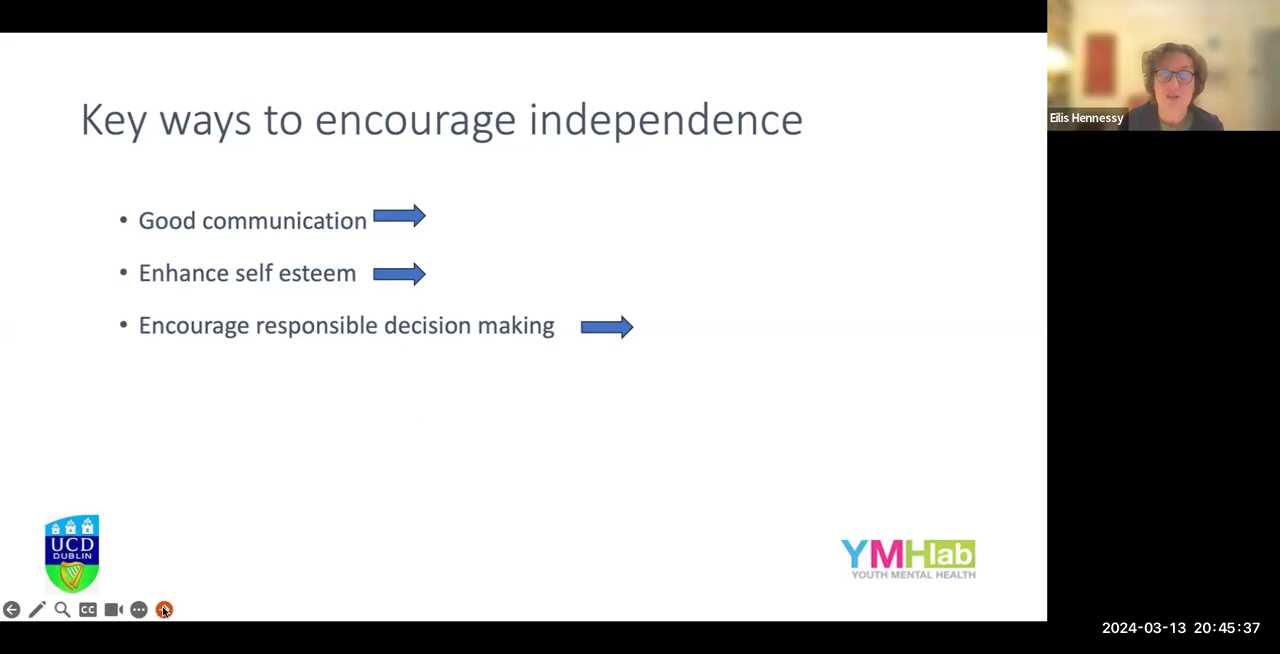 Key ways to encourage independence
• Good communication
• Enhance self esteem
• Encourage responsible decision making
UCD
DUBLIN
YMHlab
YOUTH MENTAL HEALTH
CC
Eilis Hennessy
2024-03-13 20:45:37